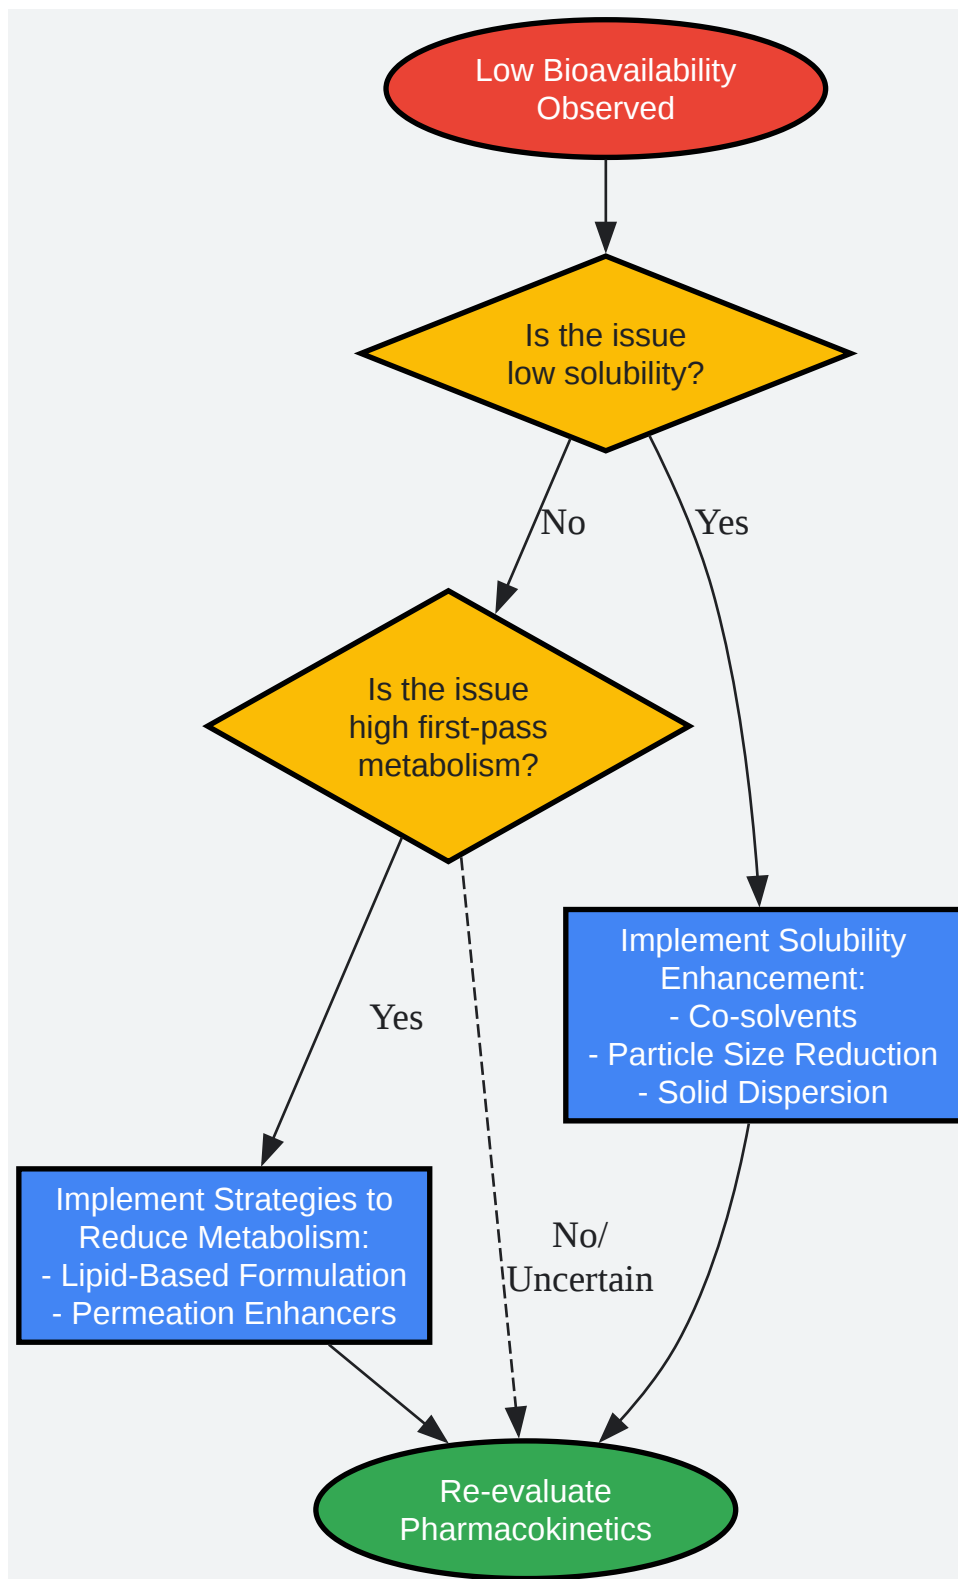 Low Bioavailability
Observed
Is the issue
low solubility?
No
Yes
Is the issue
high first-pass
metabolism?
Implement Solubility
Enhancement:
- Co-solvents
- Particle Size Reduction
- Solid Dispersion
Yes
Implement Strategies to
Reduce Metabolism:
- Lipid-Based Formulation
- Permeation Enhancers
No/
Uncertain
Re-evaluate
Pharmacokinetics